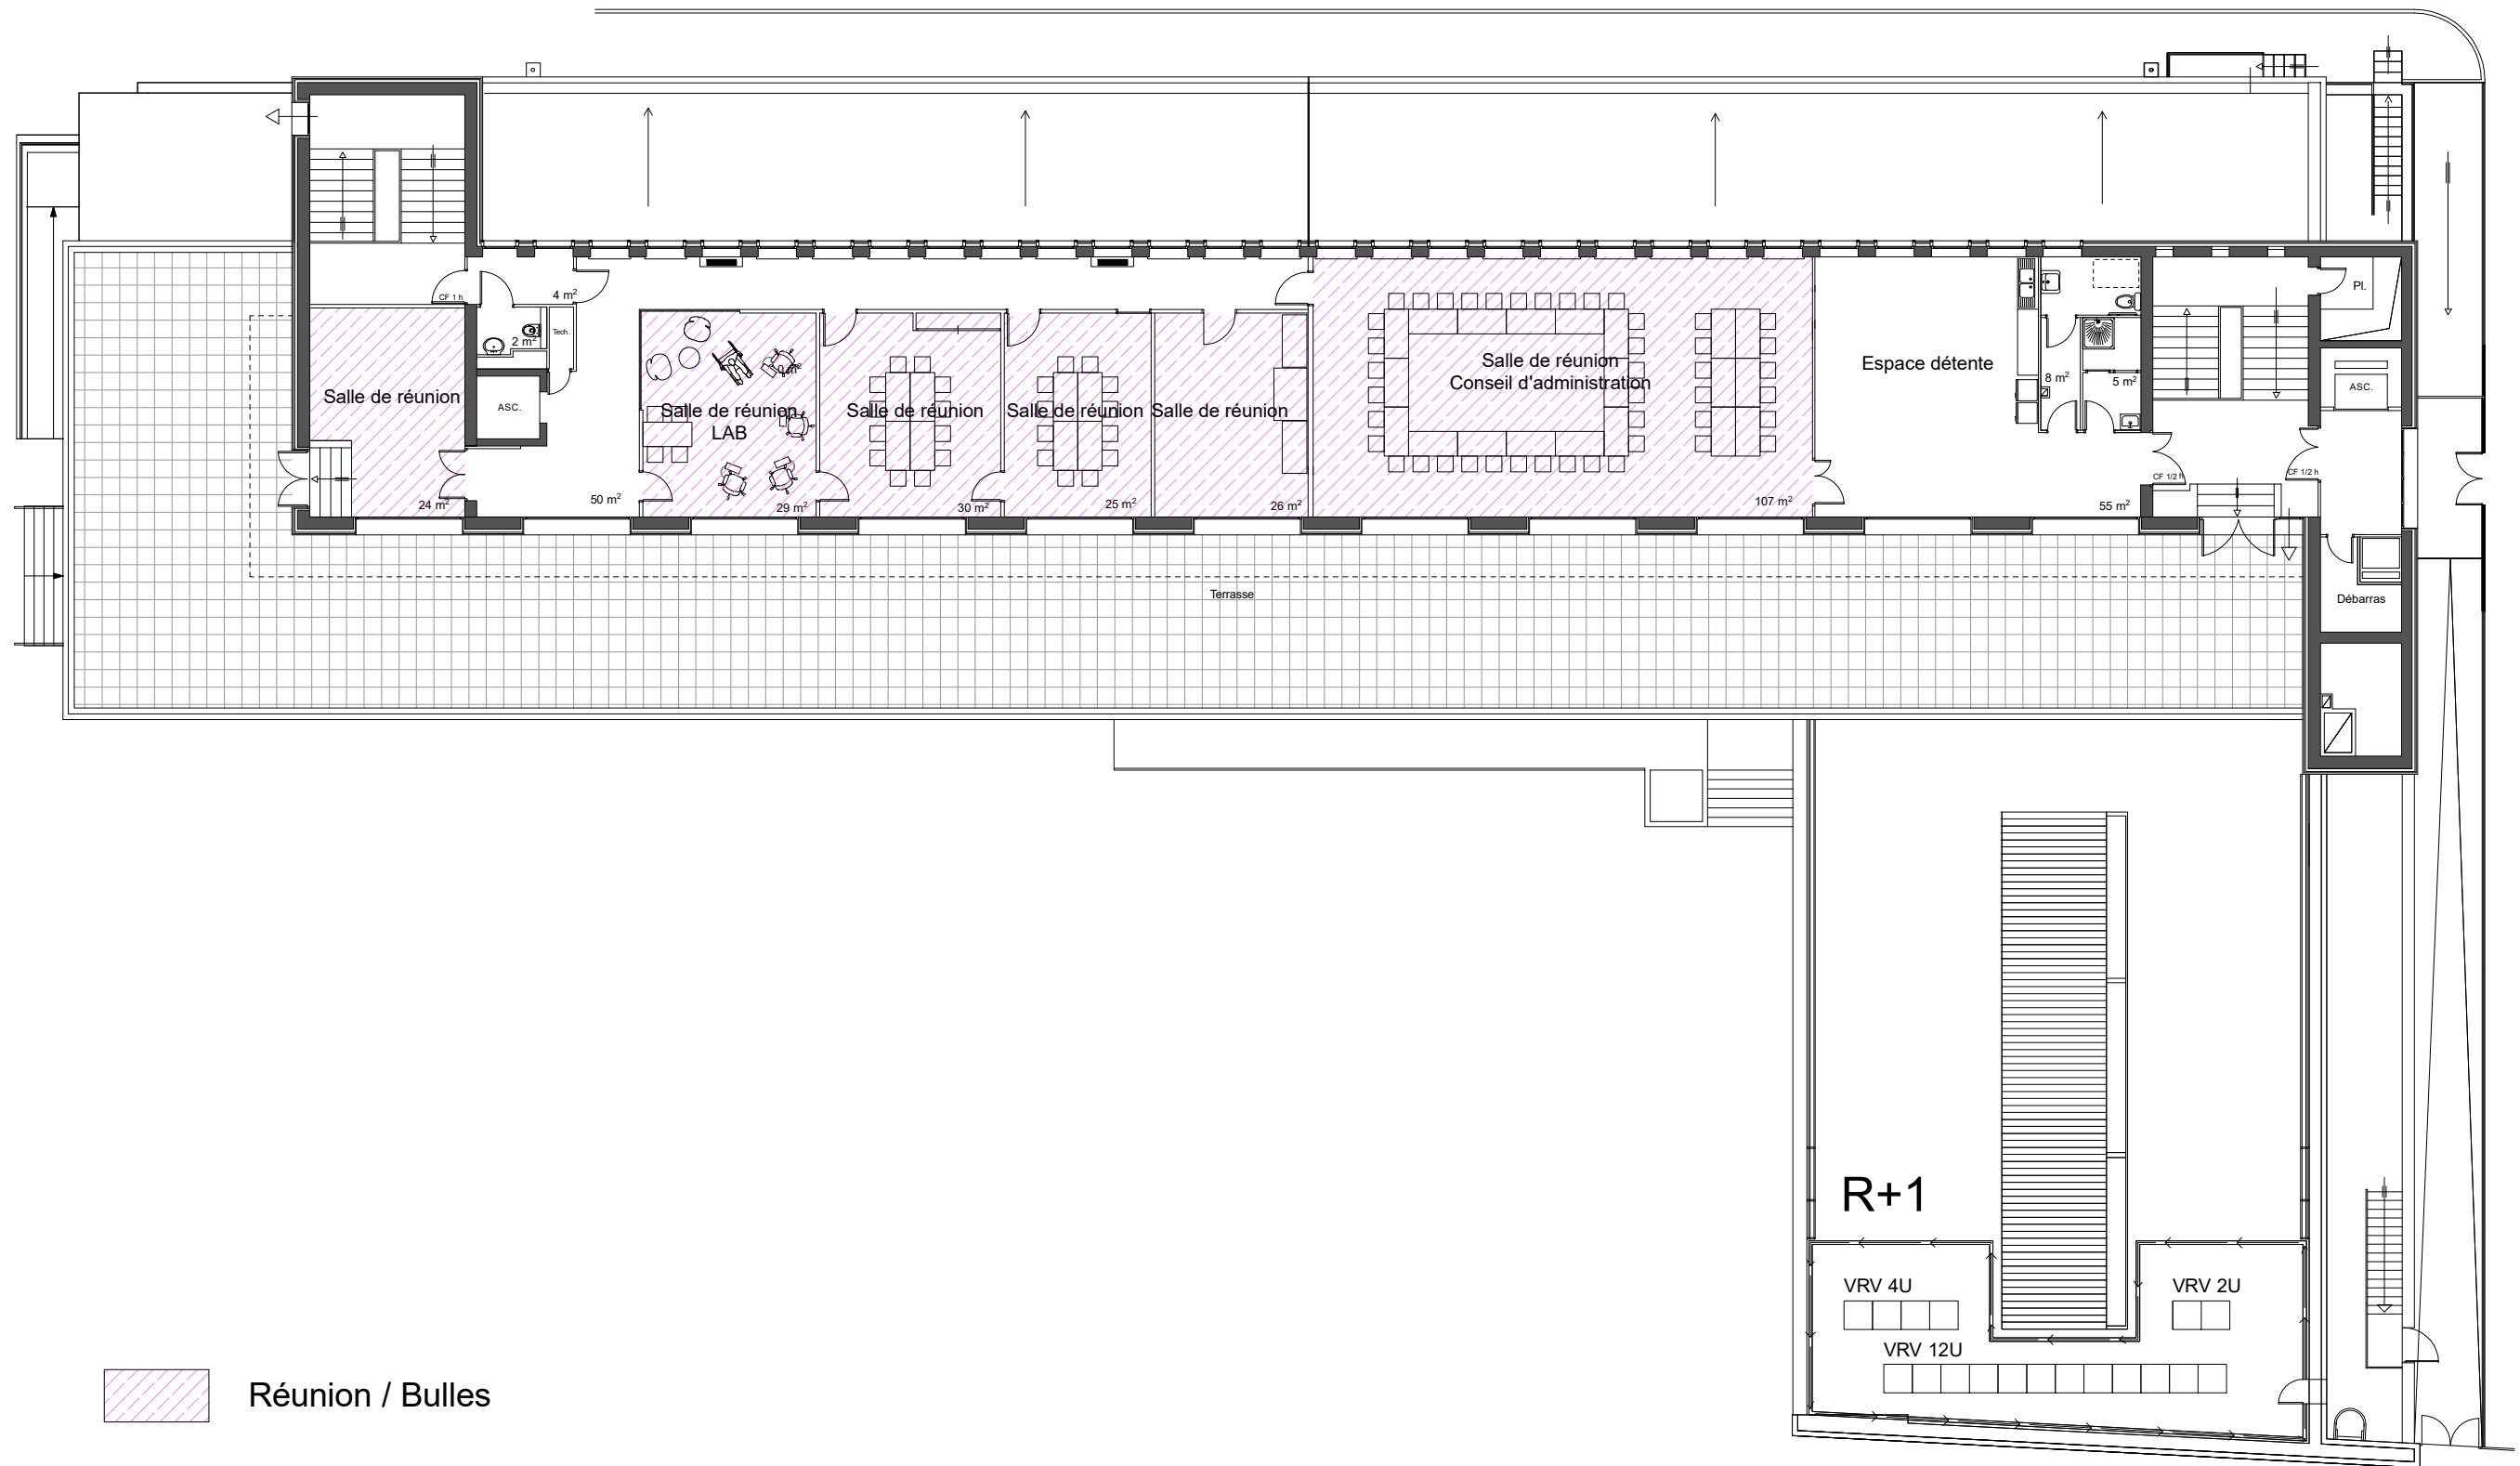 CF 1 h
4 m²
Tech.
2 m²
Pl.
Salle de réunion
ASC.
Salle de réunion
LAB
Salle de réunion
Salle de réunion
Salle de réunion
Salle de réunion
Conseil d'administration
Espace détente
8 m²
5 m²
ASC.
24 m²
50 m²
29 m²
30 m²
25 m²
26 m²
107 m²
55 m²
CF 1/2 h
CF 1/2 h
Terrasse
Débarras
R+1
VRV 4U
VRV 2U
VRV 12U
Réunion / Bulles